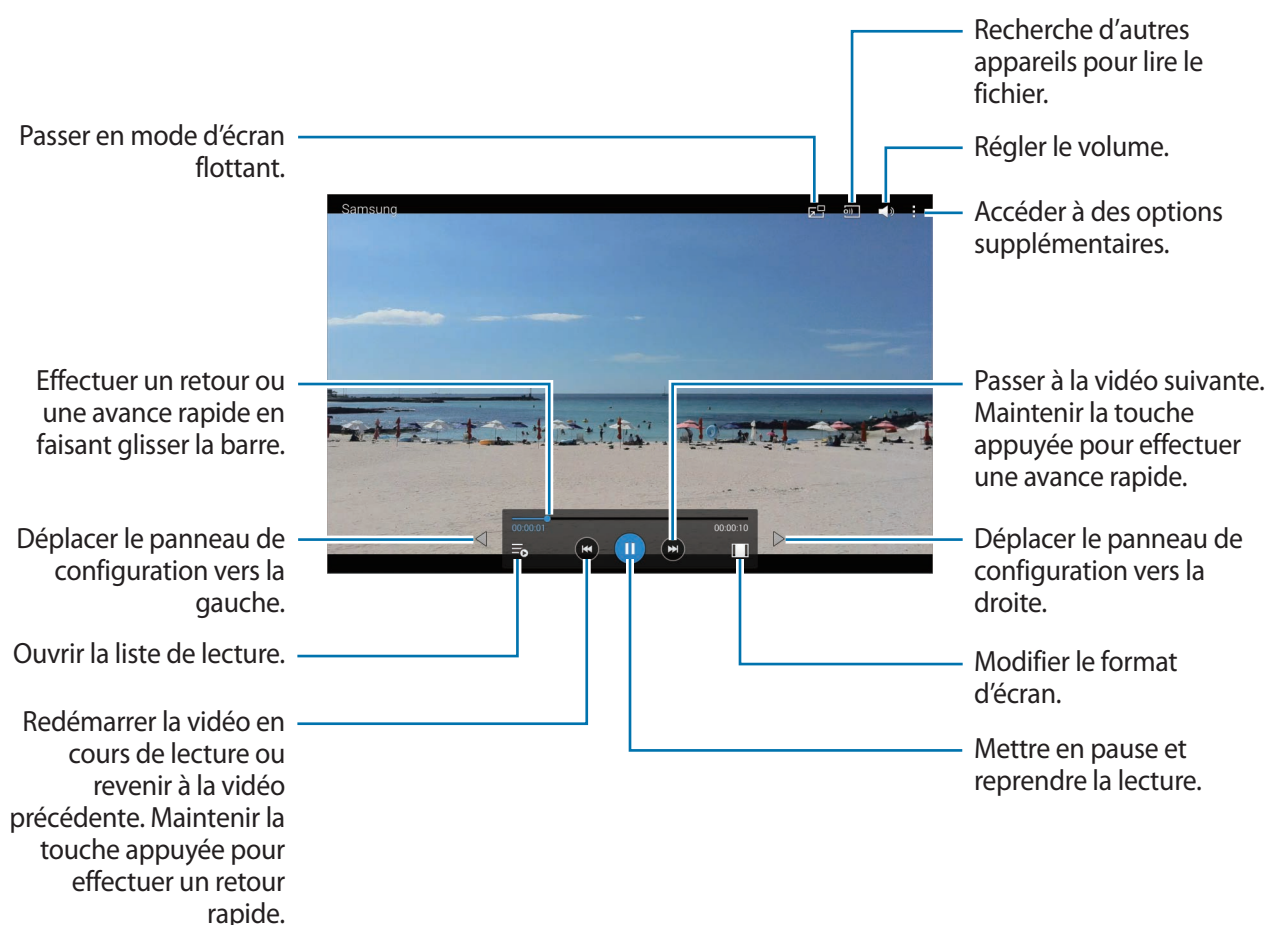 Recherche d'autres
appareils pour lire le
fichier.
Passer en mode d'écran
flottant.
Régler le volume.
Accéder à des options
supplémentaires.
Samsung
Effectuer un retour ou
une avance rapide en
faisant glisser la barre.
Passer à la vidéo suivante.
Maintenir la touche
appuyée pour effectuer
une avance rapide.
00:00:01
00:00:10
Déplacer le panneau de
configuration vers la
gauche.
Déplacer le panneau de
configuration vers la
droite.
Ouvrir la liste de lecture.
Modifier le format
d'écran.
Redémarrer la vidéo en
cours de lecture ou
revenir à la vidéo
précédente. Maintenir la
touche appuyée pour
effectuer un retour
rapide.
Mettre en pause et
reprendre la lecture.